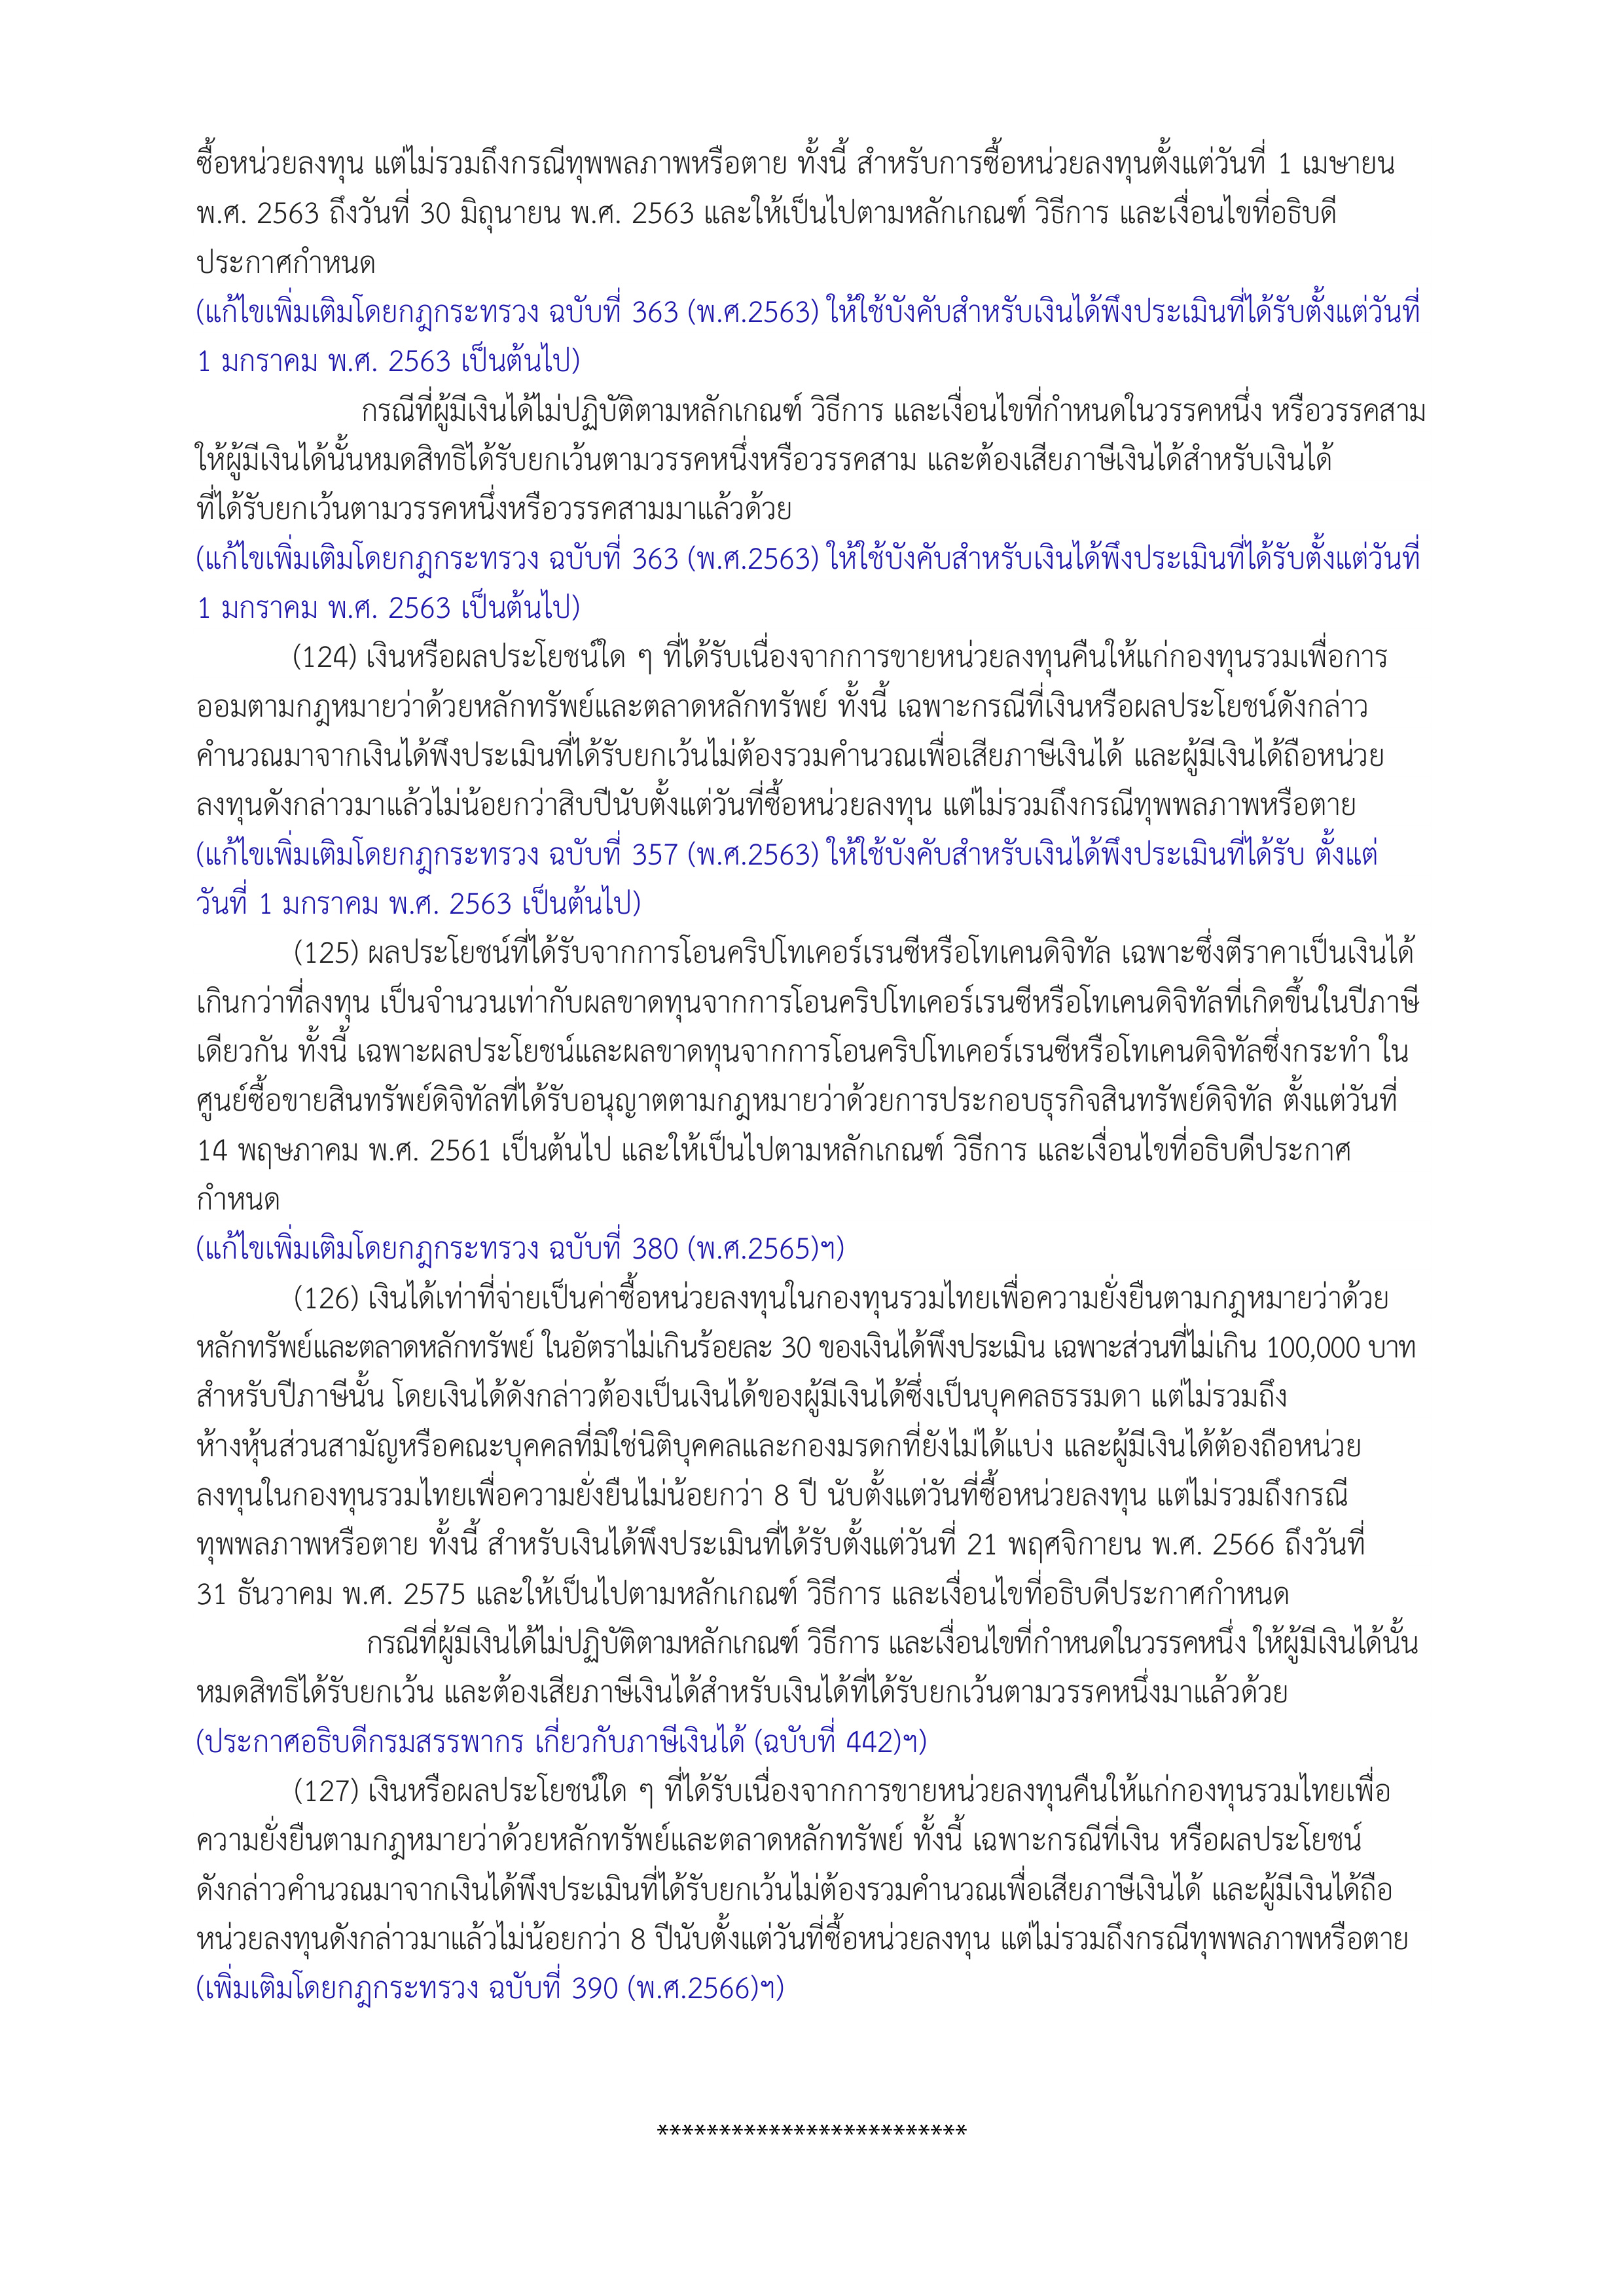 ซื้อหน่วยลงทุน แต่ไม่รวมถึงกรณีทุพพลภาพหรือตาย ทั้งนี้ สำหรับการซื้อหน่วยลงทุนตั้งแต่วันที่ 1 เมษายน
พ.ศ. 2563 ถึงวันที่ 30 มิถุนายน พ.ศ. 2563 และให้เป็นไปตามหลักเกณฑ์ วิธีการ และเงื่อนไขที่อธิบดี
ประกาศกำหนด
(แก้ไขเพิ่มเติมโดยกฎกระทรวง ฉบับที่ 363 (พ.ศ.2563) ให้ใช้บังคับสำหรับเงินได้พึงประเมินที่ได้รับตั้งแต่วันที่
1 มกราคม พ.ศ. 2563 เป็นต้นไป)
กรณีที่ผู้มีเงินได้ไม่ปฏิบัติตามหลักเกณฑ์ วิธีการ และเงื่อนไขที่กำหนดในวรรคหนึ่ง หรือวรรคสาม
ให้ผู้มีเงินได้นั้นหมดสิทธิได้รับยกเว้นตามวรรคหนึ่งหรือวรรคสาม และต้องเสียภาษีเงินได้สำหรับเงินได้
ที่ได้รับยกเว้นตามวรรคหนึ่งหรือวรรคสามมาแล้วด้วย
(แก้ไขเพิ่มเติมโดยกฎกระทรวง ฉบับที่ 363 (พ.ศ.2563) ให้ใช้บังคับสำหรับเงินได้พึงประเมินที่ได้รับตั้งแต่วันที่
1 มกราคม พ.ศ. 2563 เป็นต้นไป)
(124) เงินหรือผลประโยชน์ใด ๆ ที่ได้รับเนื่องจากการขายหน่วยลงทุนคืนให้แก่กองทุนรวมเพื่อการ
ออมตามกฎหมายว่าด้วยหลักทรัพย์และตลาดหลักทรัพย์ ทั้งนี้ เฉพาะกรณีที่เงินหรือผลประโยชน์ดังกล่าว
คำนวณมาจากเงินได้พึงประเมินที่ได้รับยกเว้นไม่ต้องรวมคำนวณเพื่อเสียภาษีเงินได้ และผู้มีเงินได้ถือหน่วย
ลงทุนดังกล่าวมาแล้วไม่น้อยกว่าสิบปีนับตั้งแต่วันที่ซื้อหน่วยลงทุน แต่ไม่รวมถึงกรณีทุพพลภาพหรือตาย
(แก้ไขเพิ่มเติมโดยกฎกระทรวง ฉบับที่ 357 (พ.ศ.2563) ให้ใช้บังคับสำหรับเงินได้พึงประเมินที่ได้รับ ตั้งแต่
วันที่ 1 มกราคม พ.ศ. 2563 เป็นต้นไป)
(125) ผลประโยชน์ที่ได้รับจากการโอนคริปโทเคอร์เรนซีหรือโทเคนดิจิทัล เฉพาะซึ่งตีราคาเป็นเงินได้
เกินกว่าที่ลงทุน เป็นจำนวนเท่ากับผลขาดทุนจากการโอนคริปโทเคอร์เรนซีหรือโทเคนดิจิทัลที่เกิดขึ้นในปีภาษี
เดียวกัน ทั้งนี้ เฉพาะผลประโยชน์และผลขาดทุนจากการโอนคริปโทเคอร์เรนซีหรือโทเคนดิจิทัลซึ่งกระทำ ใน
ศูนย์ซื้อขายสินทรัพย์ดิจิทัลที่ได้รับอนุญาตตามกฎหมายว่าด้วยการประกอบธุรกิจสินทรัพย์ดิจิทัล ตั้งแต่วันที่
14 พฤษภาคม พ.ศ. 2561 เป็นต้นไป และให้เป็นไปตามหลักเกณฑ์ วิธีการ และเงื่อนไขที่อธิบดีประกาศ
กำหนด
(แก้ไขเพิ่มเติมโดยกฎกระทรวง ฉบับที่ 380 (พ.ศ.2565)ฯ)
(126) เงินได้เท่าที่จ่ายเป็นค่าซื้อหน่วยลงทุนในกองทุนรวมไทยเพื่อความยั่งยืนตามกฎหมายว่าด้วย
หลักทรัพย์และตลาดหลักทรัพย์ ในอัตราไม่เกินร้อยละ 30 ของเงินได้พึงประเมิน เฉพาะส่วนที่ไม่เกิน 100,000 บาท
สำหรับปีภาษีนั้น โดยเงินได้ดังกล่าวต้องเป็นเงินได้ของผู้มีเงินได้ซึ่งเป็นบุคคลธรรมดา แต่ไม่รวมถึง
ห้างหุ้นส่วนสามัญหรือคณะบุคคลที่มิใช่นิติบุคคลและกองมรดกที่ยังไม่ได้แบ่ง และผู้มีเงินได้ต้องถือหน่วย
ลงทุนในกองทุนรวมไทยเพื่อความยั่งยืนไม่น้อยกว่า 8 ปี นับตั้งแต่วันที่ซื้อหน่วยลงทุน แต่ไม่รวมถึงกรณี
ทุพพลภาพหรือตาย ทั้งนี้ สำหรับเงินได้พึงประเมินที่ได้รับตั้งแต่วันที่ 21 พฤศจิกายน พ.ศ. 2566 ถึงวันที่
31 ธันวาคม พ.ศ. 2575 และให้เป็นไปตามหลักเกณฑ์ วิธีการ และเงื่อนไขที่อธิบดีประกาศกำหนด
กรณีที่ผู้มีเงินได้ไม่ปฏิบัติตามหลักเกณฑ์ วิธีการ และเงื่อนไขที่กำหนดในวรรคหนึ่ง ให้ผู้มีเงินได้นั้น
หมดสิทธิได้รับยกเว้น และต้องเสียภาษีเงินได้สำหรับเงินได้ที่ได้รับยกเว้นตามวรรคหนึ่งมาแล้วด้วย
(ประกาศอธิบดีกรมสรรพากร เกี่ยวกับภาษีเงินได้ (ฉบับที่ 442)ฯ)
(127) เงินหรือผลประโยชน์ใด ๆ ที่ได้รับเนื่องจากการขายหน่วยลงทุนคืนให้แก่กองทุนรวมไทยเพื่อ
ความยั่งยืนตามกฎหมายว่าด้วยหลักทรัพย์และตลาดหลักทรัพย์ ทั้งนี้ เฉพาะกรณีที่เงิน หรือผลประโยชน์
ดังกล่าวคำนวณมาจากเงินได้พึงประเมินที่ได้รับยกเว้นไม่ต้องรวมคำนวณเพื่อเสียภาษีเงินได้ และผู้มีเงินได้ถือ
หน่วยลงทุนดังกล่าวมาแล้วไม่น้อยกว่า 8 ปีนับตั้งแต่วันที่ซื้อหน่วยลงทุน แต่ไม่รวมถึงกรณีทุพพลภาพหรือตาย
(เพิ่มเติมโดยกฎกระทรวง ฉบับที่ 390 (พ.ศ.2566)ฯ)
*************************